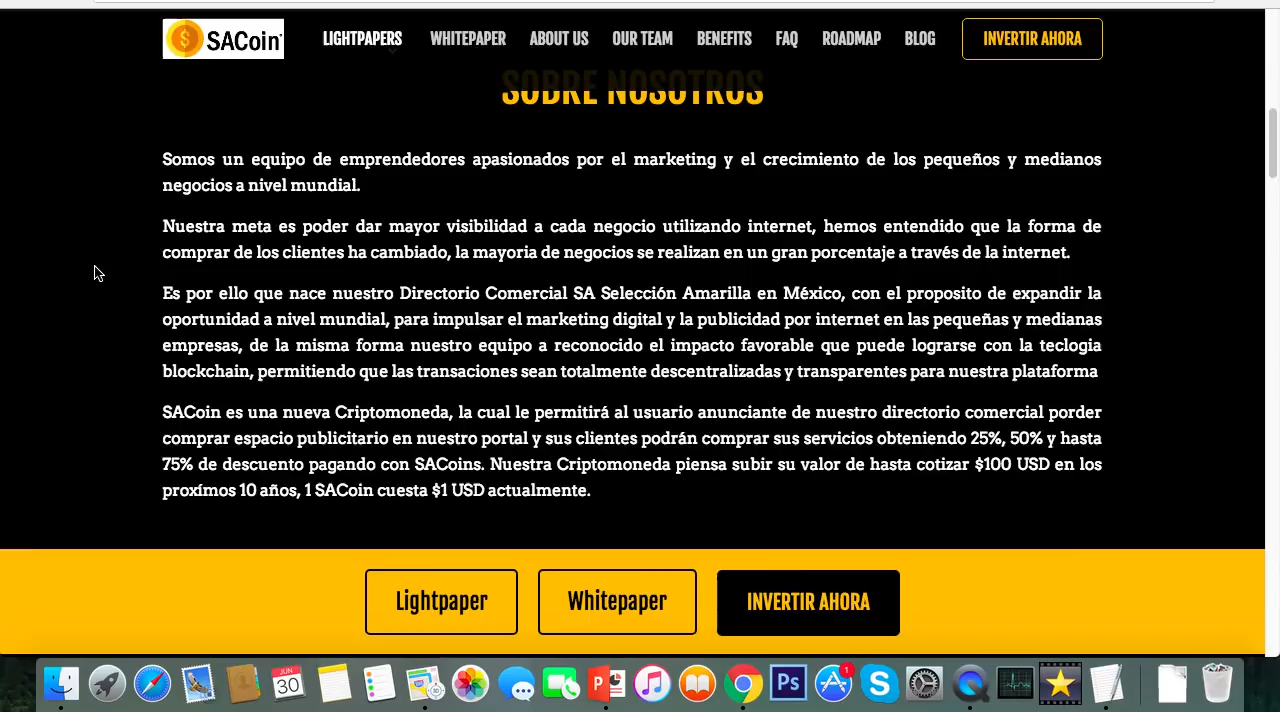 SACoin
LIGHTPAPERS WHITEPAPER ABOUT US OUR TEAM BENEFITS FAQ ROADMAP BLOG INVERTIR AHORA
SOBRE NOSOTROS
Somos un equipo de emprendedores apasionados por el marketing y el crecimiento de los pequeños y medianos
negocios a nivel mundial.
Nuestra meta es poder dar mayor visibilidad a cada negocio utilizando internet, hemos entendido que la forma de
comprar de los clientes ha cambiado, la mayoria de negocios se realizan en un gran porcentaje a través de la internet.
Es por ello que nace nuestro Directorio Comercial SA Selección Amarilla en México, con el proposito de expandir la
oportunidad a nivel mundial, para impulsar el marketing digital y la publicidad por internet en las pequeñas y medianas
empresas, de la misma forma nuestro equipo a reconocido el impacto favorable que puede lograrse con la teclogia
blockchain, permitiendo que las transaciones sean totalmente descentralizadas y transparentes para nuestra plataforma
SACoin es una nueva Criptomoneda, la cual le permitirá al usuario anunciante de nuestro directorio comercial porder
comprar espacio publicitario en nuestro portal y sus clientes podrán comprar sus servicios obteniendo 25%, 50% y hasta
75% de descuento pagando con SACoins. Nuestra Criptomoneda piensa subir su valor de hasta cotizar $100 USD en los
proxímos 10 años, 1 SACoin cuesta $1 USD actualmente.
Lightpaper Whitepaper INVERTIR AHORA
JUN
30
Ps
1